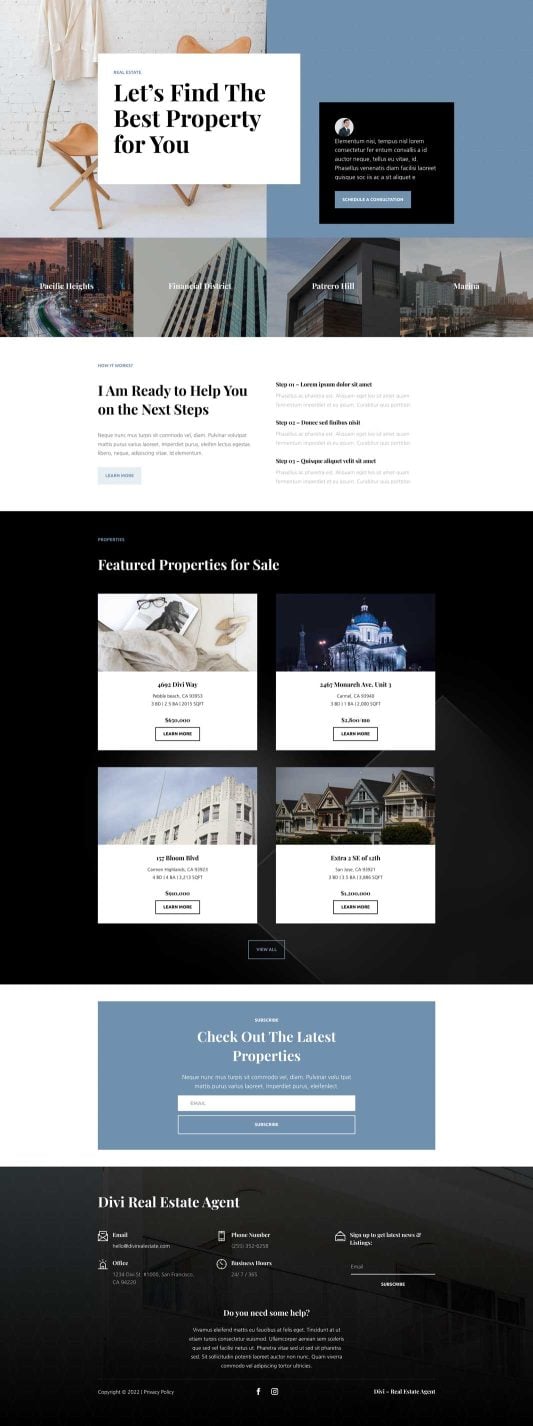 REAL ESTATE
Let's Find The
Best Property
for You
Elementum nisi, tempus nisl lorem
consectetur fer entum convallis a id
auctor neque, tellus eu vitae, id.
Phasellus venenatis diam facilisi laoreet
quisque soc iis ac a sit aliquet e
SCHEDULE A CONSULTATION
Pacific Heights
Financial District
Patrero Hill
Marina
HOW IT WORKS?
I Am Ready to Help You
on the Next Steps
Neque nunc mus turpis sit commodo vel, diam. Pulvinar volutpat
mattis purus varius laoreet. Imperdiet purus, eleifen lectus egestas
libero, neque, adipiscing vitae. Id elementum.
LEARN MORE
Step 01 – Lorem ipsum dolor sit amet
Phasellus ac pharetra est. Aliquam eget leo sit amet quam
fermentum imperdiet et eu ipsum. Curabitur quis porttitor.
Step 02 – Donec sed finibus nisit
Phasellus ac pharetra est. Aliquam eget leo sit amet quam
fermentum imperdiet et eu ipsum. Curabitur quis porttitor.
Step 03 – Quisque aliquet velit sit amet
Phasellus ac pharetra est. Aliquam eget leo sit amet quam
fermentum imperdiet et eu ipsum. Curabitur quis porttitor.
PROPERTIES
Featured Properties for Sale
4692 Divi Way
Pebble beach, CA 93953
3 BD | 2.5 BA | 2015 SQFT
$650,000
LEARN MORE
2467 Monarch Ave. Unit 3
Carmel, CA 93940
3 BD | 1 BA | 2,000 SQFT
$2,800/mn
LEARN MORE
157 Bloom Blvd
Carmen Highlands, CA 93923
4 BD | 4 BA | 3,213 SQFT
$910,000
LEARN MORE
Extra 2 SE of 12th
San Jose, CA 93921
3 BD | 3.5 BA | 3,886 SQFT
$1,200,000
LEARN MORE
VIEW ALL
SUBSCRIBE
Check Out The Latest
Properties
Neque nunc mus turpis sit commodo vel, diam. Pulvinar volu tpat
mattis purus varius laoreet. Imperdiet purus, eleifenlect.
EMAIL
SUBSCRIBE
Divi Real Estate Agent
Email
hello@divirealestate.com
Phone Number
(255) 352-6258
Sign up to get latest news &
Listings:
Office
1234 Divi St. #1000, San Francisco,
CA 94220
Business Hours
24/ 7 / 365
Email
SUBSCRIBE
Do you need some help?
Vivamus eleifend mattis eu faucibus at felis eget. Tincidunt at ut
etiam turpis consectetur euismod. Ullamcorper aenean sem sceleris
que sed vel facilisi netus ut. Pharetra vitae sed ut sed sit pharetra
sed. Sit sollicitudin potenti laoreet auctor non nunc. Quam viverra
commodo vel adipiscing tortor ultricies.
Copyright © 2022 | Privacy Policy
Divi – Real Estate Agent